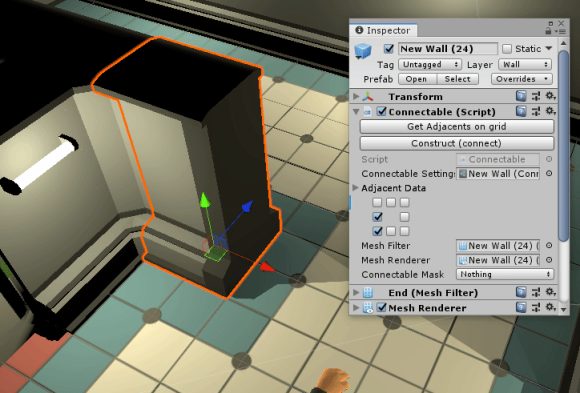 Inspector
New Wall (24) Static
Tag Untagged Layer Wall
Prefab Open Select Overrides
Transform
Connectable (Script)
Get Adjacents on grid
Construct (connect)
Script Connectable
Connectable Setting New Wall (Conn
Adjacent Data
Mesh Filter New Wall (24) (
Mesh Renderer New Wall (24) (
Connectable Mask Nothing
End (Mesh Filter)
Mesh Renderer